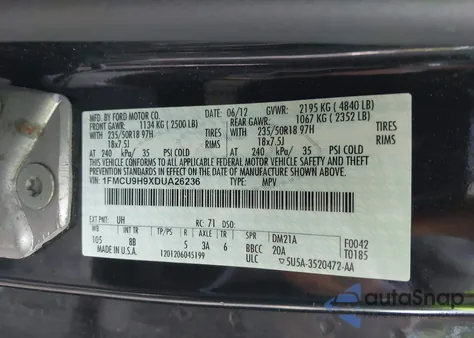 MFD. BY FORD MOTOR CO.
06/12 GVWR: 2195 KG ( 4840 LB)
FRONT GAWR: 1134 KG ( 2500 LB) REAR GAWR: 1067 KG ( 2352 LB)
235/50R18 97H TIRES 235/50R18 97H TIRES
18x7.5J RIMS 18x7.5J RIMS
AT 240 kPa/ 35 PSI COLD AT 240 kPa/ 35 PSI COLD
THIS VEHICLE CONFORMS TO ALL APPLICABLE FEDERAL MOTOR VEHICLE SAFETY
AND THEFT PREVENTION STANDARDS IN EFFECT ON THE DATE OF MANUFACTURE SHOWN ABOVE.
VEHICLE IDENTIFICATION NO.
1FMCU9H9XDUA26236 TYPE: MPV
EXT PNT: UH RC: 71 DSO:
WB INT TR TP/PS R AXLE TR SPR DM21A F0042
105 BB 5 3A 6 BBCC 20A T0185
MADE IN U.S.A. ULC
1201206045199 5U5A-3520472-AA
autoSnap